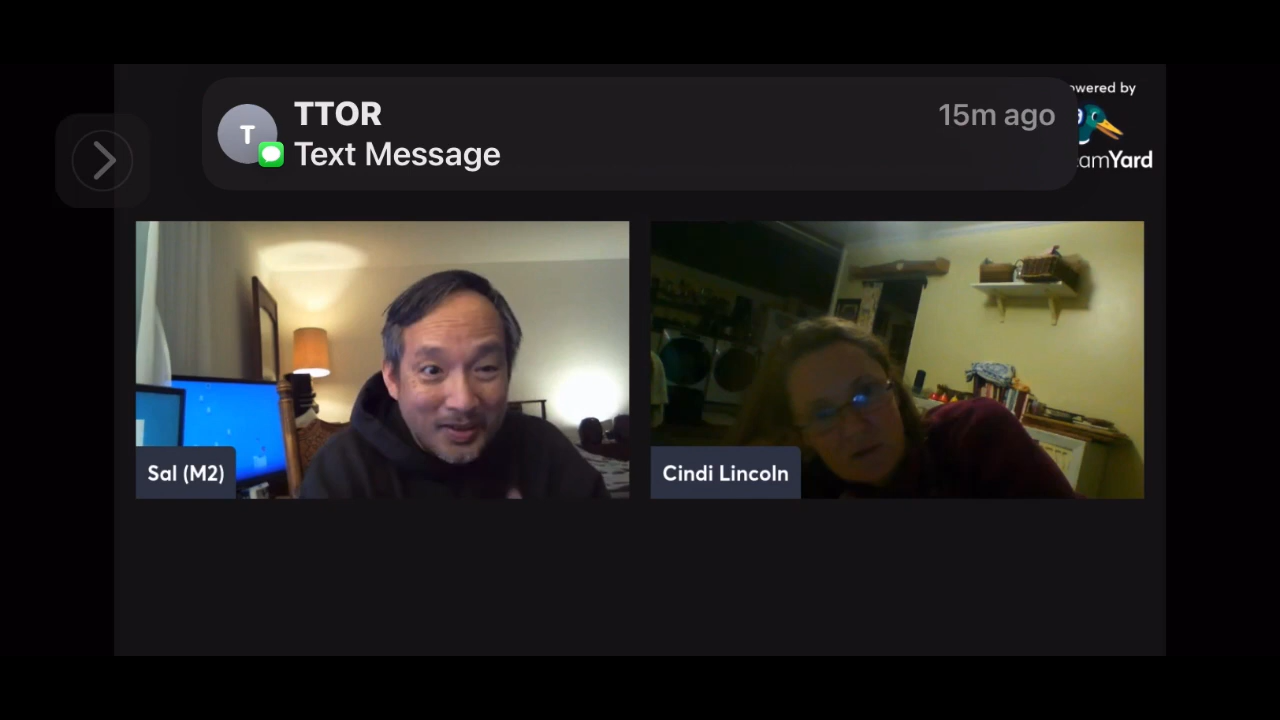 TTOR
15m ago
Text Message
owered by
amYard
Sal (M2)
Cindi Lincoln